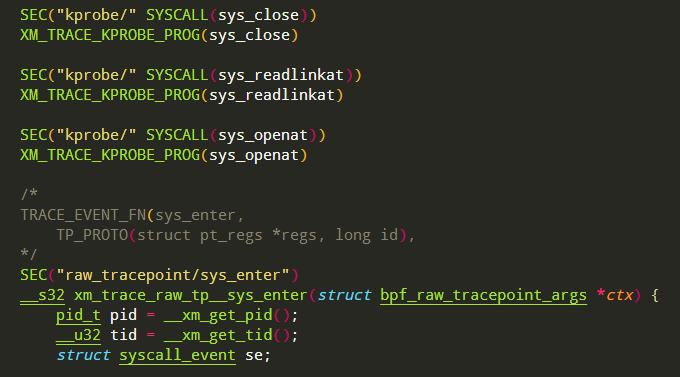 SEC("kprobe/" SYSCALL(sys_close))
XM_TRACE_KPROBE_PROG(sys_close)
SEC("kprobe/" SYSCALL(sys_readlinkat))
XM_TRACE_KPROBE_PROG(sys_readlinkat)
SEC("kprobe/" SYSCALL(sys_openat))
XM_TRACE_KPROBE_PROG(sys_openat)
/*
TRACE_EVENT_FN(sys_enter,
TP_PROTO(struct pt_regs *regs, long id),
*/
SEC("raw_tracepoint/sys_enter")
__s32 xm_trace_raw_tp__sys_enter(struct bpf_raw_tracepoint_args *ctx) {
pid_t pid = __xm_get_pid();
__u32 tid = __xm_get_tid();
struct syscall_event se;